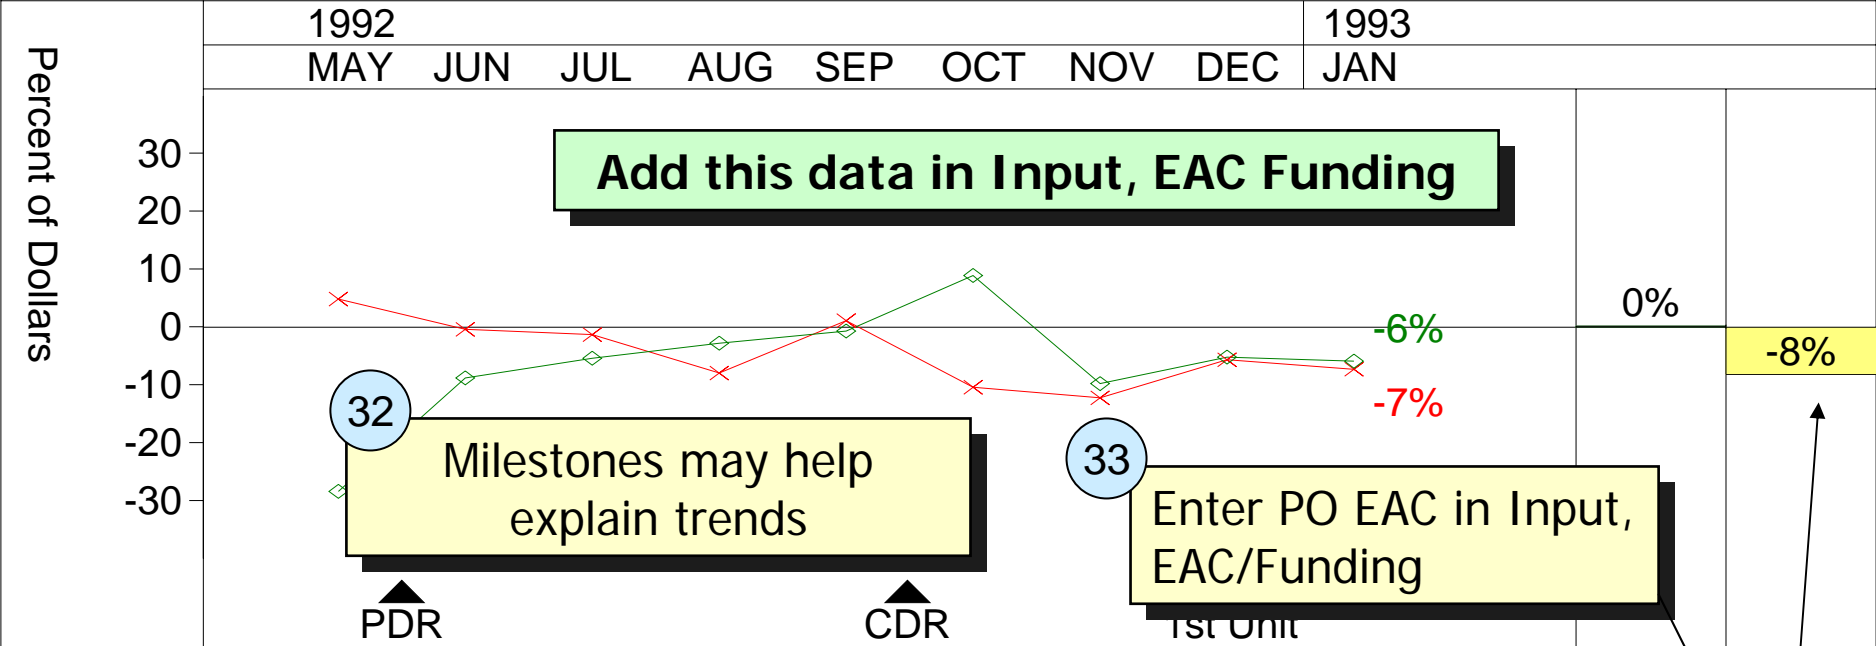 1992 1993
MAY JUN JUL AUG SEP OCT NOV DEC JAN
Percent of Dollars
Add this data in Input, EAC Funding
30
20
10
0
-10
-20
-30
0%
-6%
-8%
-7%
32
Milestones may help
explain trends
33
Enter PO EAC in Input,
EAC/Funding
PDR CDR 1st Unit